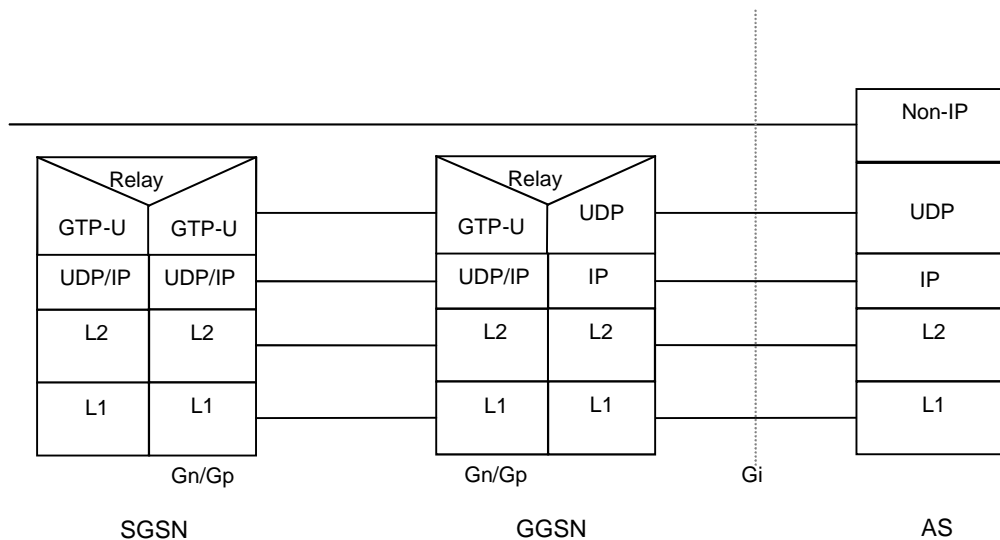 Non-IP
Relay
Relay
GTP-U GTP-U
GTP-U UDP
UDP
UDP/IP UDP/IP
UDP/IP IP
IP
L2 L2
L2 L2
L2
L1 L1
L1 L1
L1
Gn/Gp
Gn/Gp
Gi
SGSN
GGSN
AS